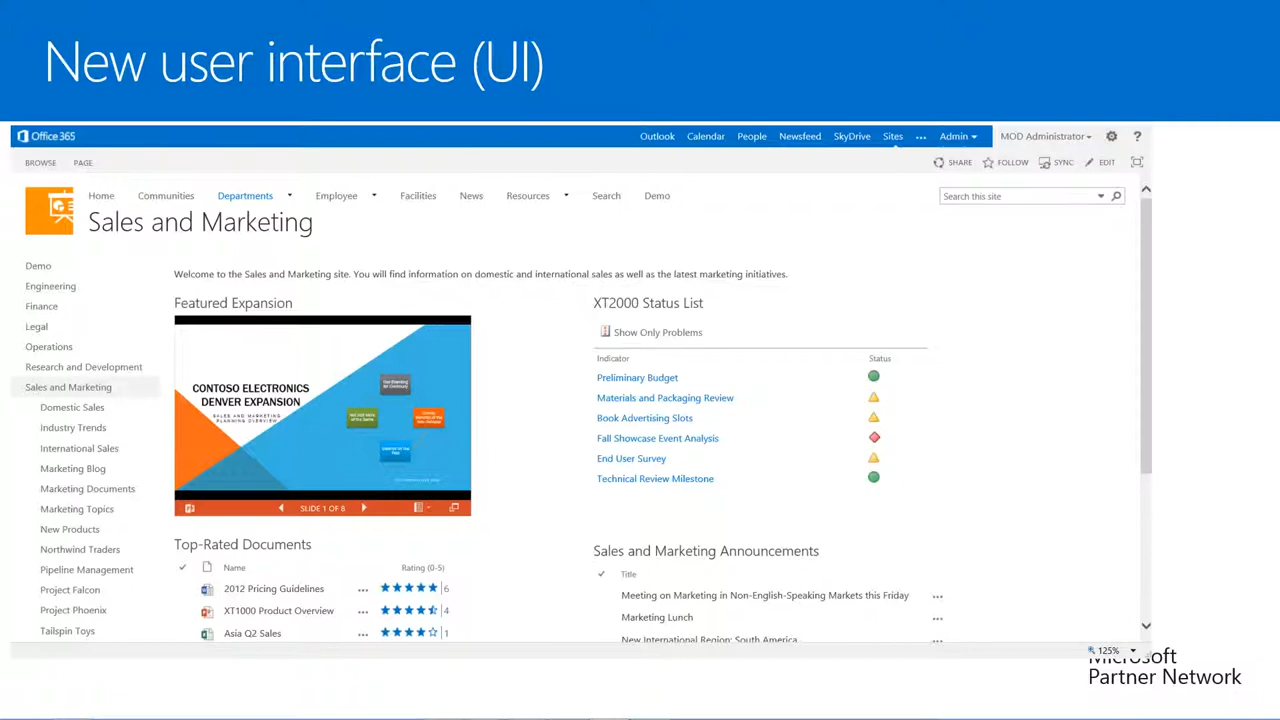 New user interface (UI)
Office 365
Outlook Calendar People Newsfeed SkyDrive Sites ... Admin MOD Administrator ?
BROWSE PAGE SHARE FOLLOW SYNC EDIT
Home Communities Departments Employee Facilities News Resources Search Demo
Search this site
Sales and Marketing
Demo
Engineering
Finance
Legal
Operations
Research and Development
Sales and Marketing
Domestic Sales
Industry Trends
International Sales
Marketing Blog
Marketing Documents
Marketing Topics
New Products
Northwind Traders
Pipeline Management
Project Falcon
Project Phoenix
Tailspin Toys
Welcome to the Sales and Marketing site. You will find information on domestic and international sales as well as the latest marketing initiatives.
Featured Expansion
CONTOSO ELECTRONICS
DENVER EXPANSION
SALES AND MARKETING
PLANNING OVERVIEW
SLIDE 1 OF 8
Top-Rated Documents
Name Rating (0-5)
2012 Pricing Guidelines ... 6
XT1000 Product Overview ... 4
Asia Q2 Sales ... 1
XT2000 Status List
Show Only Problems
Indicator Status
Preliminary Budget
Materials and Packaging Review
Book Advertising Slots
Fall Showcase Event Analysis
End User Survey
Technical Review Milestone
Sales and Marketing Announcements
Title
Meeting on Marketing in Non-English-Speaking Markets this Friday ...
Marketing Lunch ...
New International Region: South America ...
125%
Microsoft
Partner Network